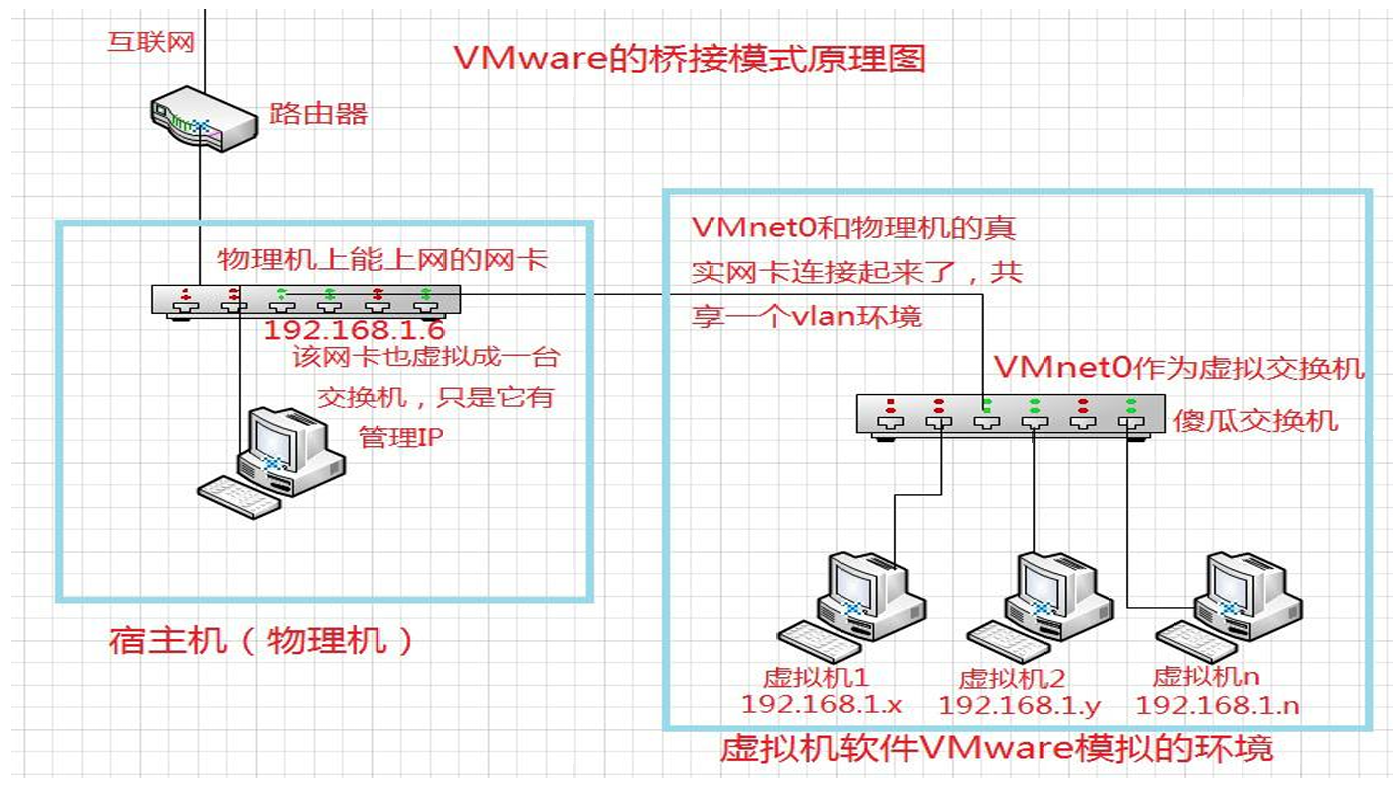 互联网
VMware的桥接模式原理图
路由器
物理机上能上网的网卡
192.168.1.6
该网卡也虚拟成一台
交换机，只是它有
管理IP
宿主机（物理机）
VMnet0和物理机的真
实网卡连接起来了，共
享一个vlan环境
VMnet0作为虚拟交换机
傻瓜交换机
虚拟机1
192.168.1.x
虚拟机2
192.168.1.y
虚拟机n
192.168.1.n
虚拟机软件VMware模拟的环境